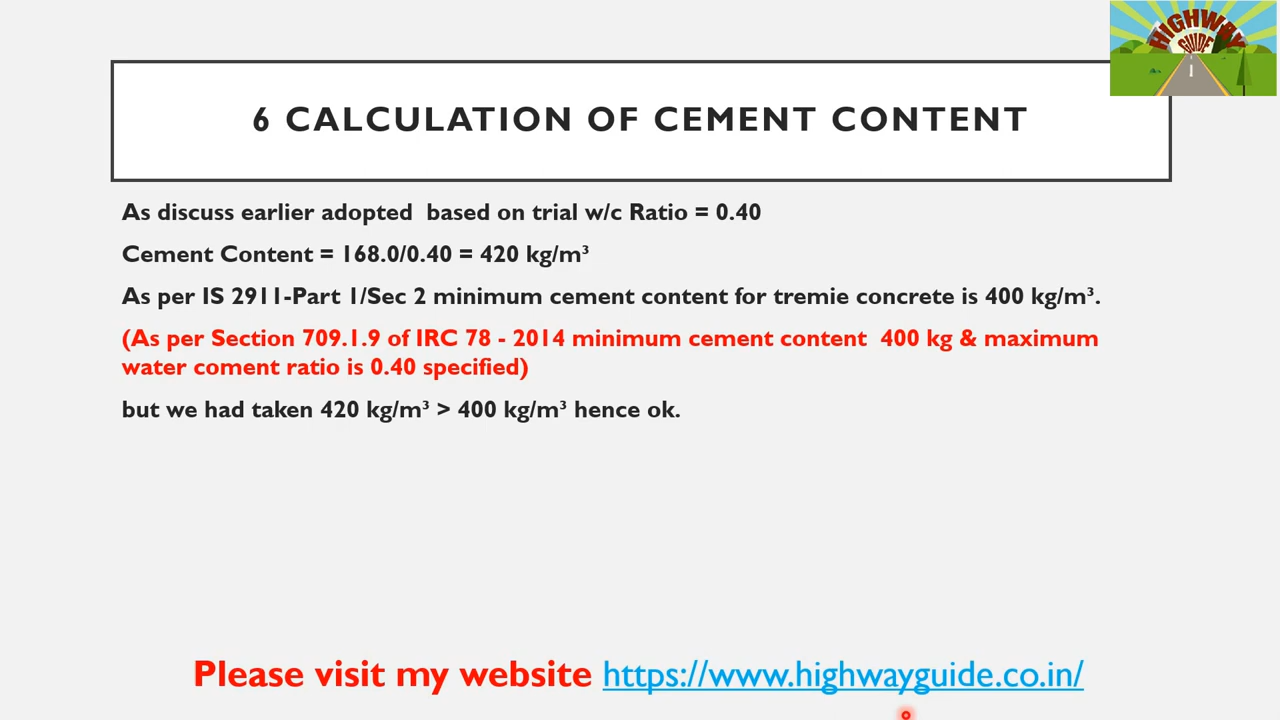 HIGHWAY
GUIDE
6 CALCULATION OF CEMENT CONTENT
As discuss earlier adopted based on trial w/c Ratio = 0.40
Cement Content = 168.0/0.40 = 420 kg/m³
As per IS 2911-Part 1/Sec 2 minimum cement content for tremie concrete is 400 kg/m³.
(As per Section 709.1.9 of IRC 78 - 2014 minimum cement content 400 kg & maximum
water coment ratio is 0.40 specified)
but we had taken 420 kg/m³ > 400 kg/m³ hence ok.
Please visit my website https://www.highwayguide.co.in/